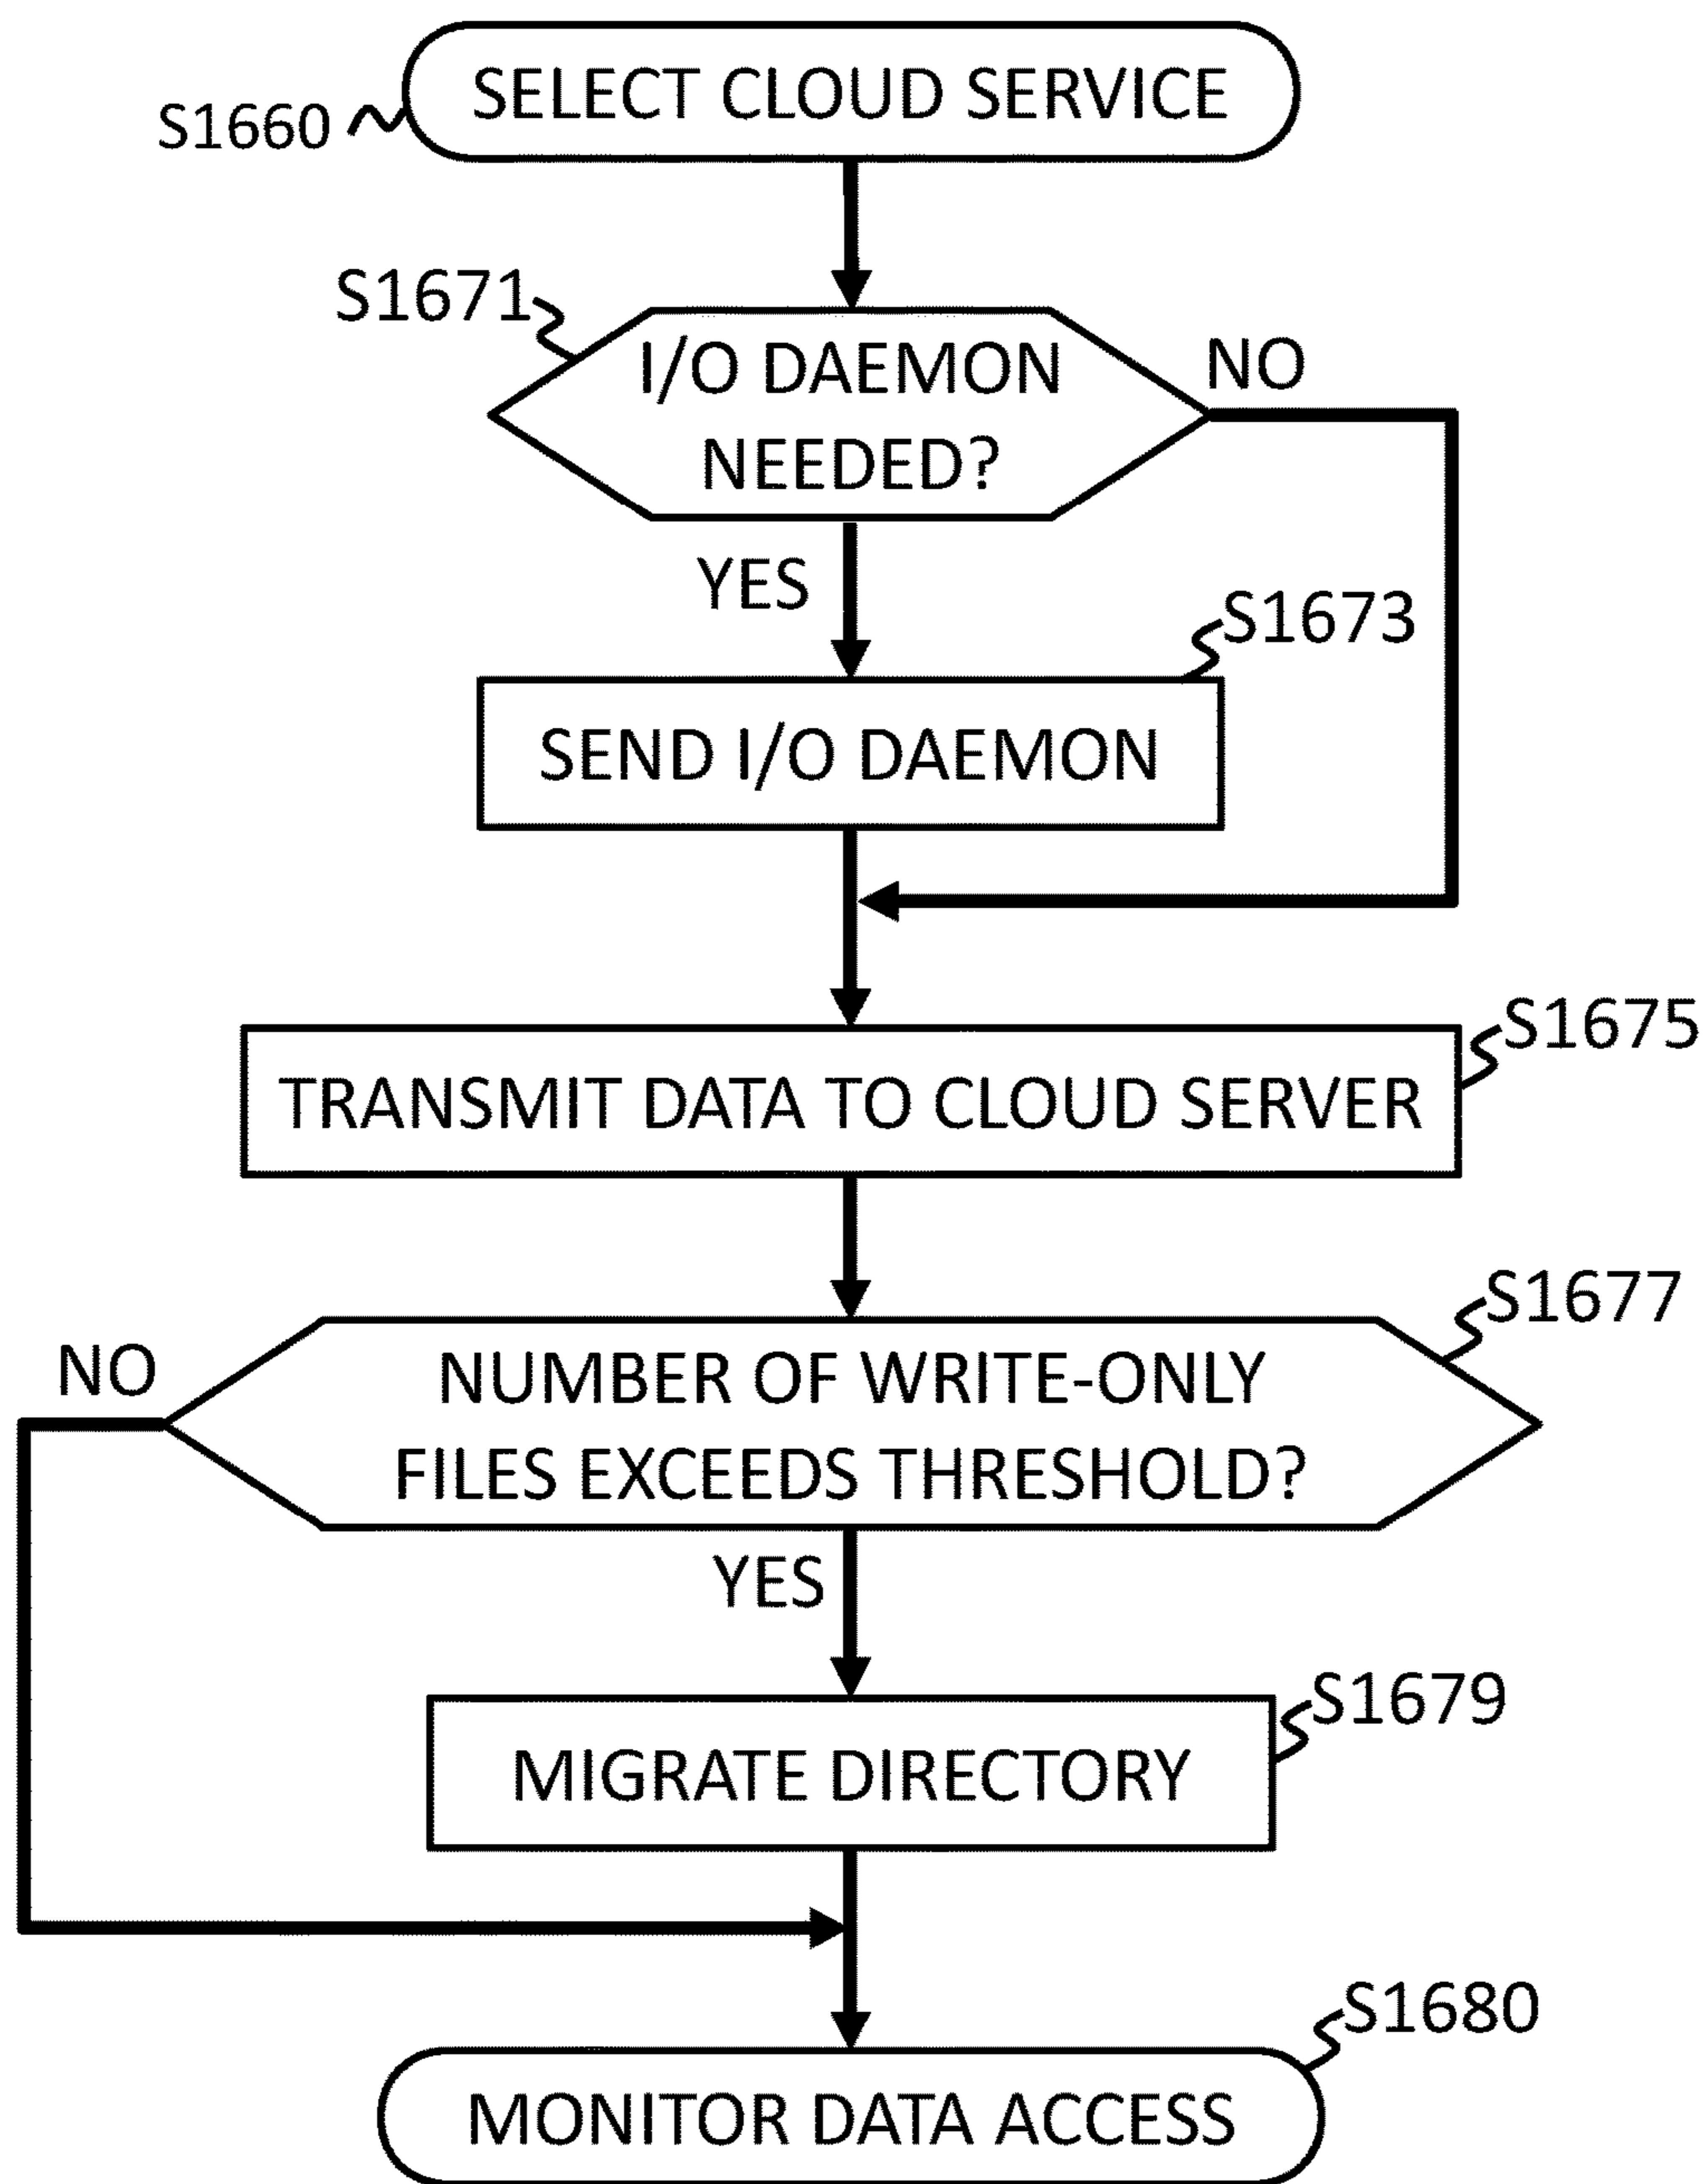 SELECT CLOUD SERVICE
S1660
S1671
I/O DAEMON
NEEDED?
NO
YES
S1673
SEND I/O DAEMON
S1675
TRANSMIT DATA TO CLOUD SERVER
S1677
NO
NUMBER OF WRITE-ONLY
FILES EXCEEDS THRESHOLD?
YES
S1679
MIGRATE DIRECTORY
S1680
MONITOR DATA ACCESS